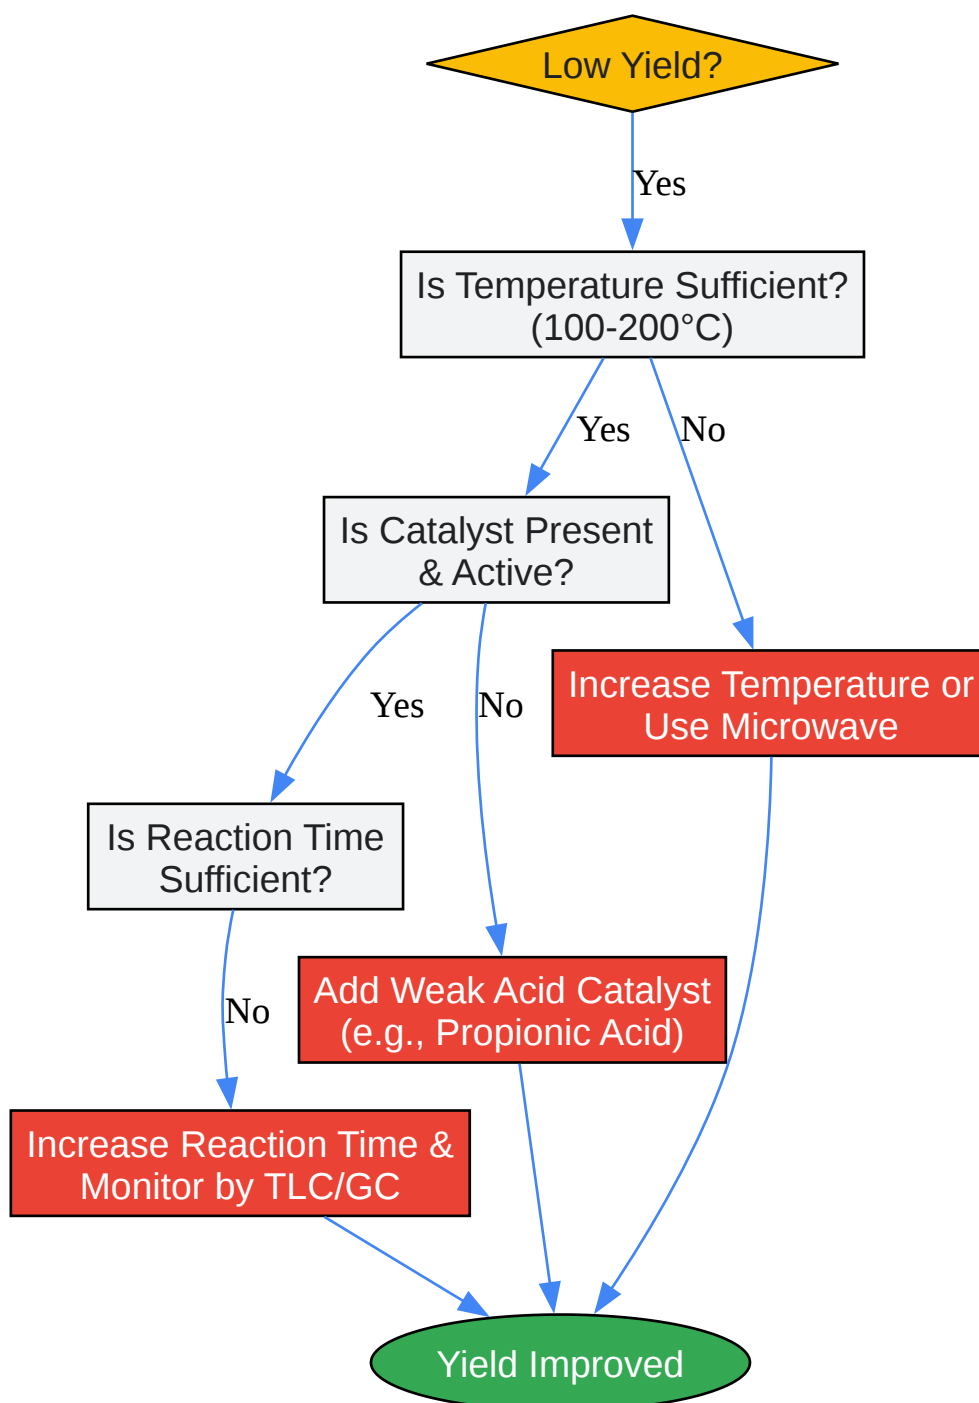 Low Yield?
Yes
Is Temperature Sufficient?
(100-200°C)
Yes
No
Is Catalyst Present
& Active?
Increase Temperature or
Use Microwave
Yes
No
Is Reaction Time
Sufficient?
Add Weak Acid Catalyst
(e.g., Propionic Acid)
No
Increase Reaction Time &
Monitor by TLC/GC
Yield Improved